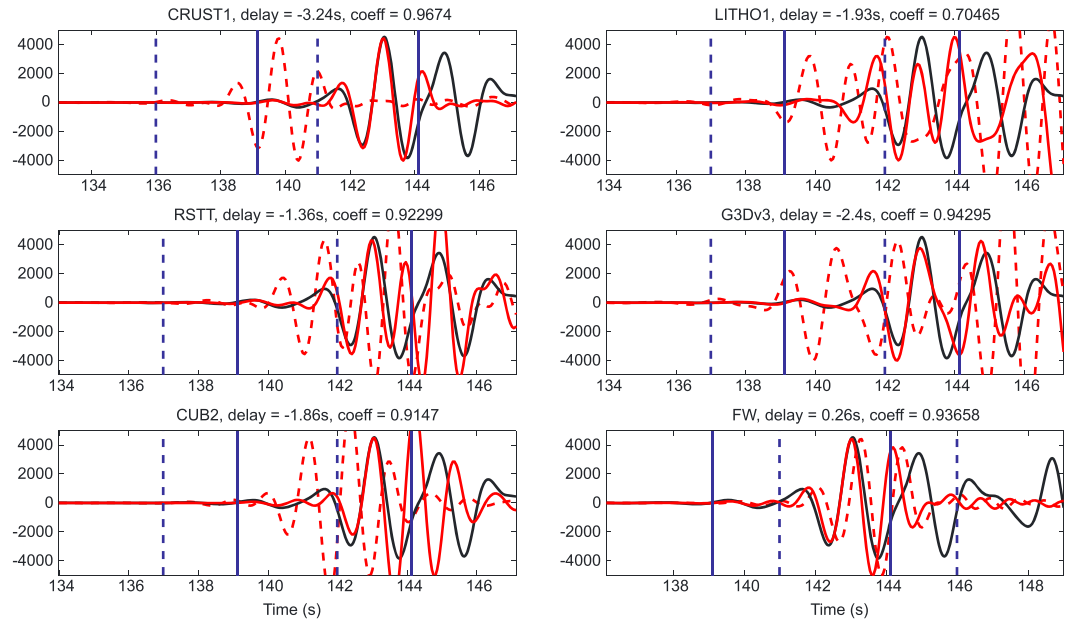 CRUST1, delay = -3.24s, coeff = 0.9674
4000
2000
0
-2000
-4000
134 136 138 140 142 144 146
LITHO1, delay = -1.93s, coeff = 0.70465
4000
2000
0
-2000
-4000
134 136 138 140 142 144 146
RSTT, delay = -1.36s, coeff = 0.92299
4000
2000
0
-2000
-4000
134 136 138 140 142 144 146
G3Dv3, delay = -2.4s, coeff = 0.94295
4000
2000
0
-2000
-4000
134 136 138 140 142 144 146
CUB2, delay = -1.86s, coeff = 0.9147
4000
2000
0
-2000
-4000
134 136 138 140 142 144 146
Time (s)
FW, delay = 0.26s, coeff = 0.93658
4000
2000
0
-2000
-4000
138 140 142 144 146 148
Time (s)